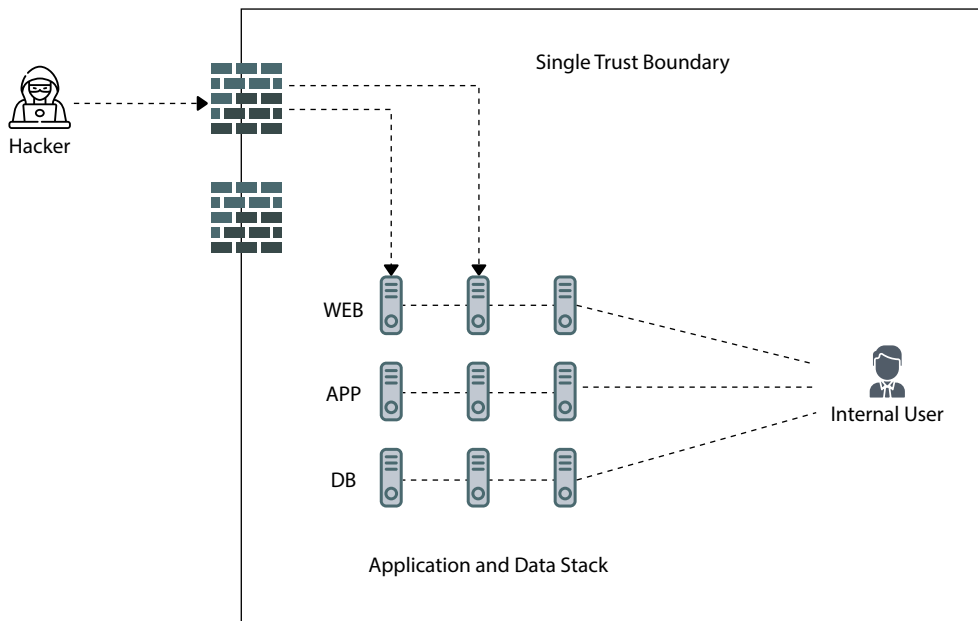 Single Trust Boundary
Hacker
WEB
APP
Internal User
DB
Application and Data Stack